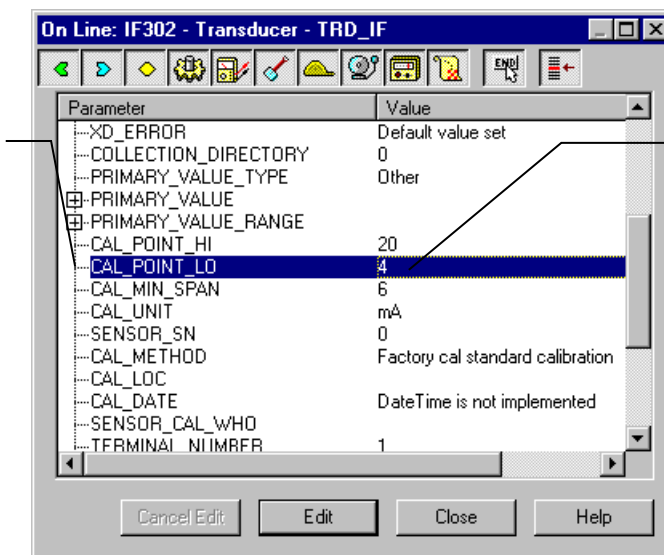 On Line: IF302 - Transducer - TRD_IF
END!
Parameter Value
XD_ERROR Default value set
COLLECTION_DIRECTORY 0
PRIMARY_VALUE_TYPE Other
PRIMARY_VALUE
PRIMARY_VALUE_RANGE
CAL_POINT_HI 20
CAL_POINT_LO 4
CAL_MIN_SPAN 6
CAL_UNIT mA
SENSOR_SN 0
CAL_METHOD Factory cal standard calibration
CAL_LOC
CAL_DATE DateTime is not implemented
SENSOR_CAL_WHO
TERMINAL_NUMBER 1
Cancel Edit Edit Close Help